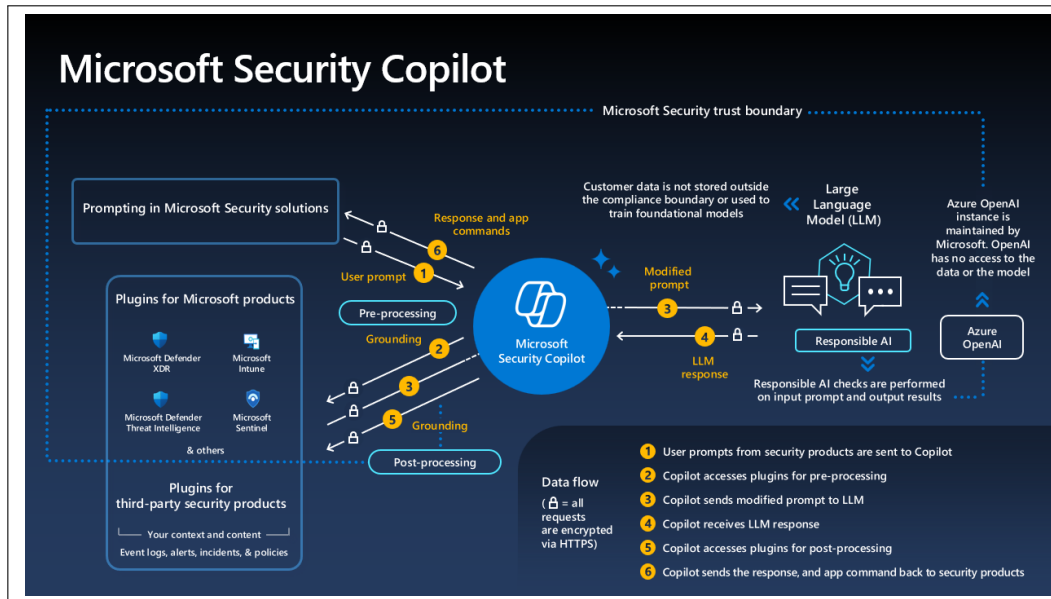 Microsoft Security Copilot
Microsoft Security trust boundary
Prompting in Microsoft Security solutions
Response and app
commands
6
User prompt
1
Pre-processing
Plugins for Microsoft products
Microsoft Defender
XDR
Microsoft
Intune
Microsoft Defender
Threat Intelligence
Microsoft
Sentinel
& others
Plugins for
third-party security products
Your context and content
Event logs, alerts, incidents, & policies
Grounding
2
3
5
Grounding
Post-processing
Microsoft
Security Copilot
Customer data is not stored outside
the compliance boundary or used to
train foundational models
Large
Language
Model (LLM)
Modified
prompt
3
4
LLM
response
Responsible AI
Responsible AI checks are performed
on input prompt and output results
Azure OpenAI
instance is
maintained by
Microsoft. OpenAI
has no access to the
data or the model
Azure
OpenAI
Data flow
( = all
requests
are encrypted
via HTTPS)
1 User prompts from security products are sent to Copilot
2 Copilot accesses plugins for pre-processing
3 Copilot sends modified prompt to LLM
4 Copilot receives LLM response
5 Copilot accesses plugins for post-processing
6 Copilot sends the response, and app command back to security products